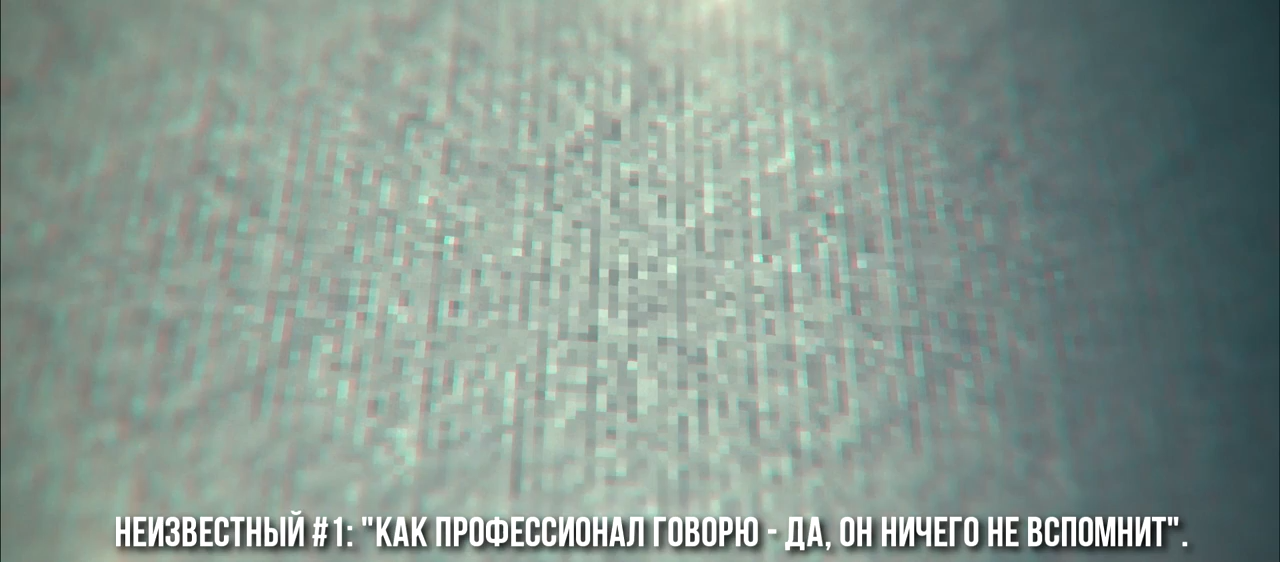 НЕИЗВЕСТНЫЙ #1: "КАК ПРОФЕССИОНАЛ ГОВОРЮ - ДА, ОН НИЧЕГО НЕ ВСПОМНИТ".